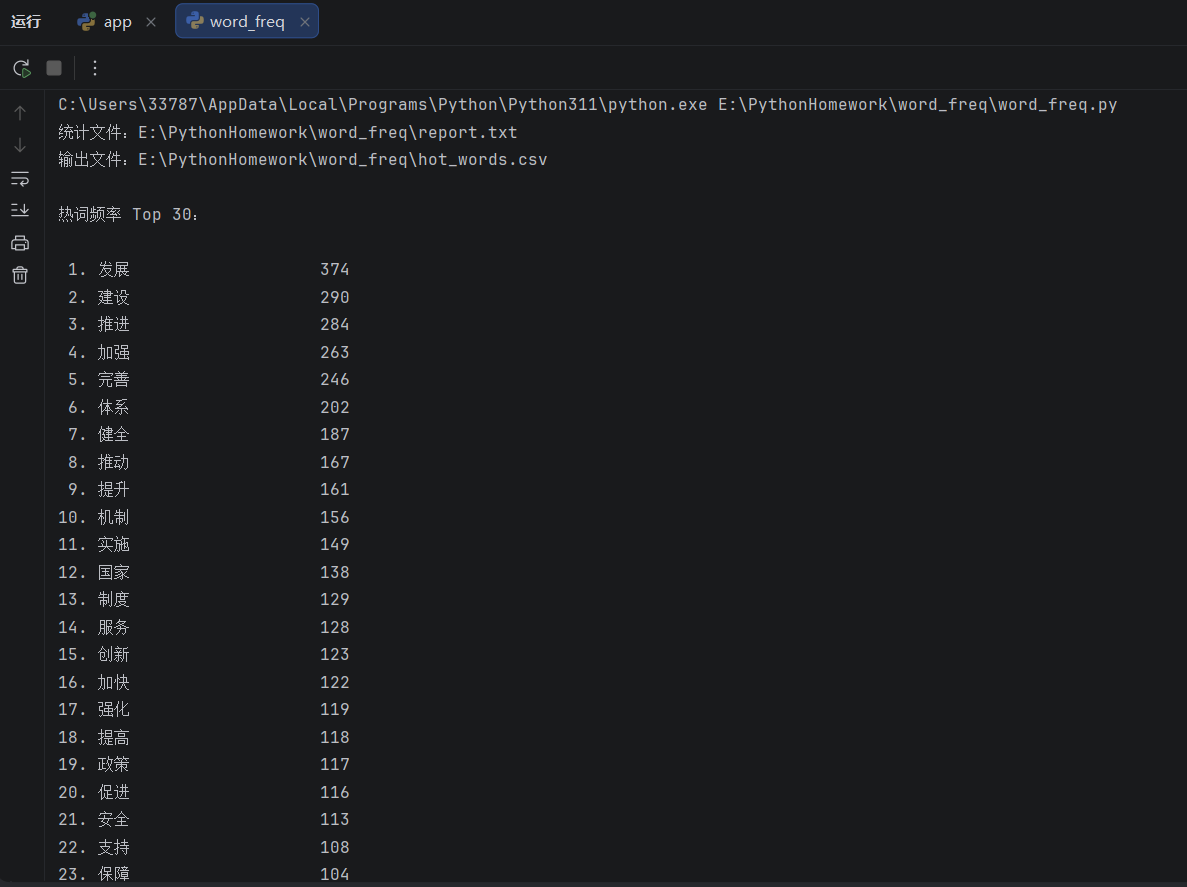 运行 app word_freq
C:\Users\33787\AppData\Local\Programs\Python\Python311\python.exe E:\PythonHomework\word_freq\word_freq.py
统计文件：E:\PythonHomework\word_freq\report.txt
输出文件：E:\PythonHomework\word_freq\hot_words.csv
热词频率 Top 30：
1. 发展 374
2. 建设 290
3. 推进 284
4. 加强 263
5. 完善 246
6. 体系 202
7. 健全 187
8. 推动 167
9. 提升 161
10. 机制 156
11. 实施 149
12. 国家 138
13. 制度 129
14. 服务 128
15. 创新 123
16. 加快 122
17. 强化 119
18. 提高 118
19. 政策 117
20. 促进 116
21. 安全 113
22. 支持 108
23. 保障 104